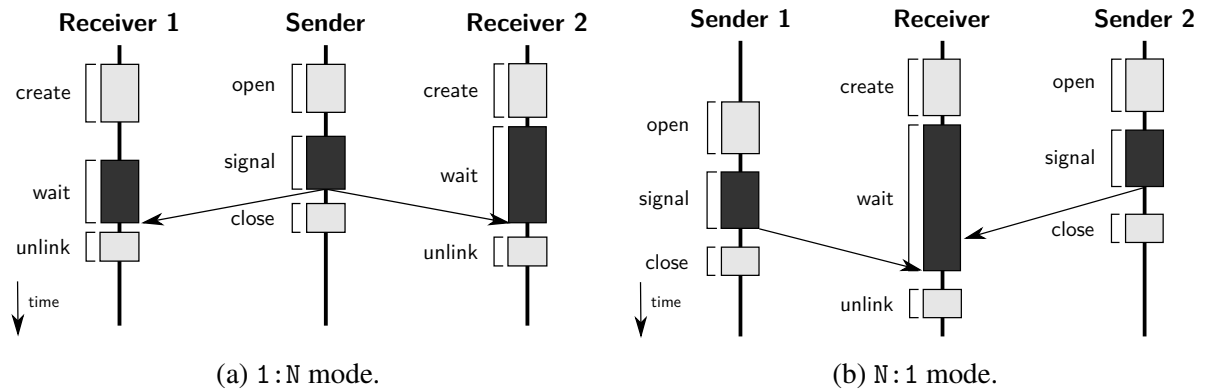 Receiver 1 Sender Receiver 2
create open create
signal
wait wait
close
unlink unlink
time
(a) 1:N mode.
Sender 1 Receiver Sender 2
create open
open
signal
signal wait
close
close
unlink
time
(b) N:1 mode.